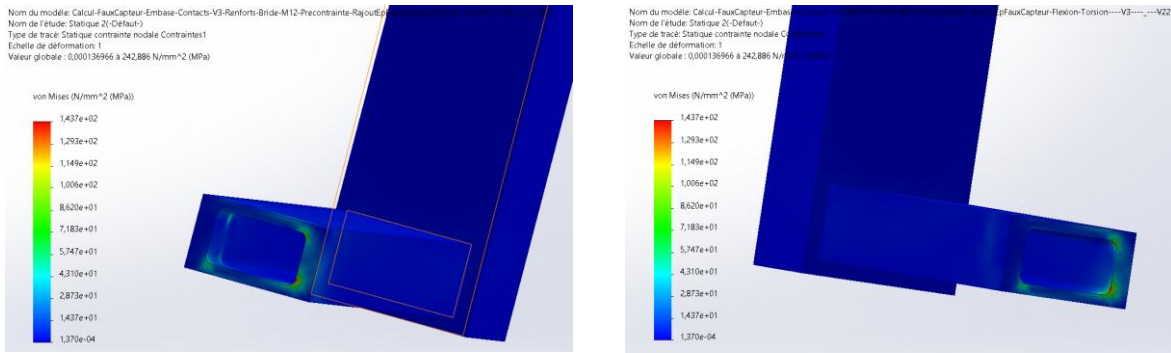 Nom du modèle: Calcul-FauxCapteur-Embase-Contacts-V3-Renforts-Bride-M12-Precontrainte-RajoutEp
Nom de l'étude: Statique 2(-Défaut-)
Type de tracé: Statique contrainte nodale Contraintes1
Echelle de déformation: 1
Valeur globale : 0,000136966 à 242,886 N/mm^2 (MPa)
von Mises (N/mm^2 (MPa))
1,437e+02
1,293e+02
1,149e+02
1,006e+02
8,620e+01
7,183e+01
5,747e+01
4,310e+01
2,873e+01
1,437e+01
1,370e-04
Nom du modèle: Calcul-FauxCapteur-Embase-
EpFauxCapteur-Flexion-Torsion----V3----_---V22
Nom de l'étude: Statique 2(-Défaut-)
Type de tracé: Statique contrainte nodale
Echelle de déformation: 1
Valeur globale : 0,000136966 à 242,886
von Mises (N/mm^2 (MPa))
1,437e+02
1,293e+02
1,149e+02
1,006e+02
8,620e+01
7,183e+01
5,747e+01
4,310e+01
2,873e+01
1,437e+01
1,370e-04